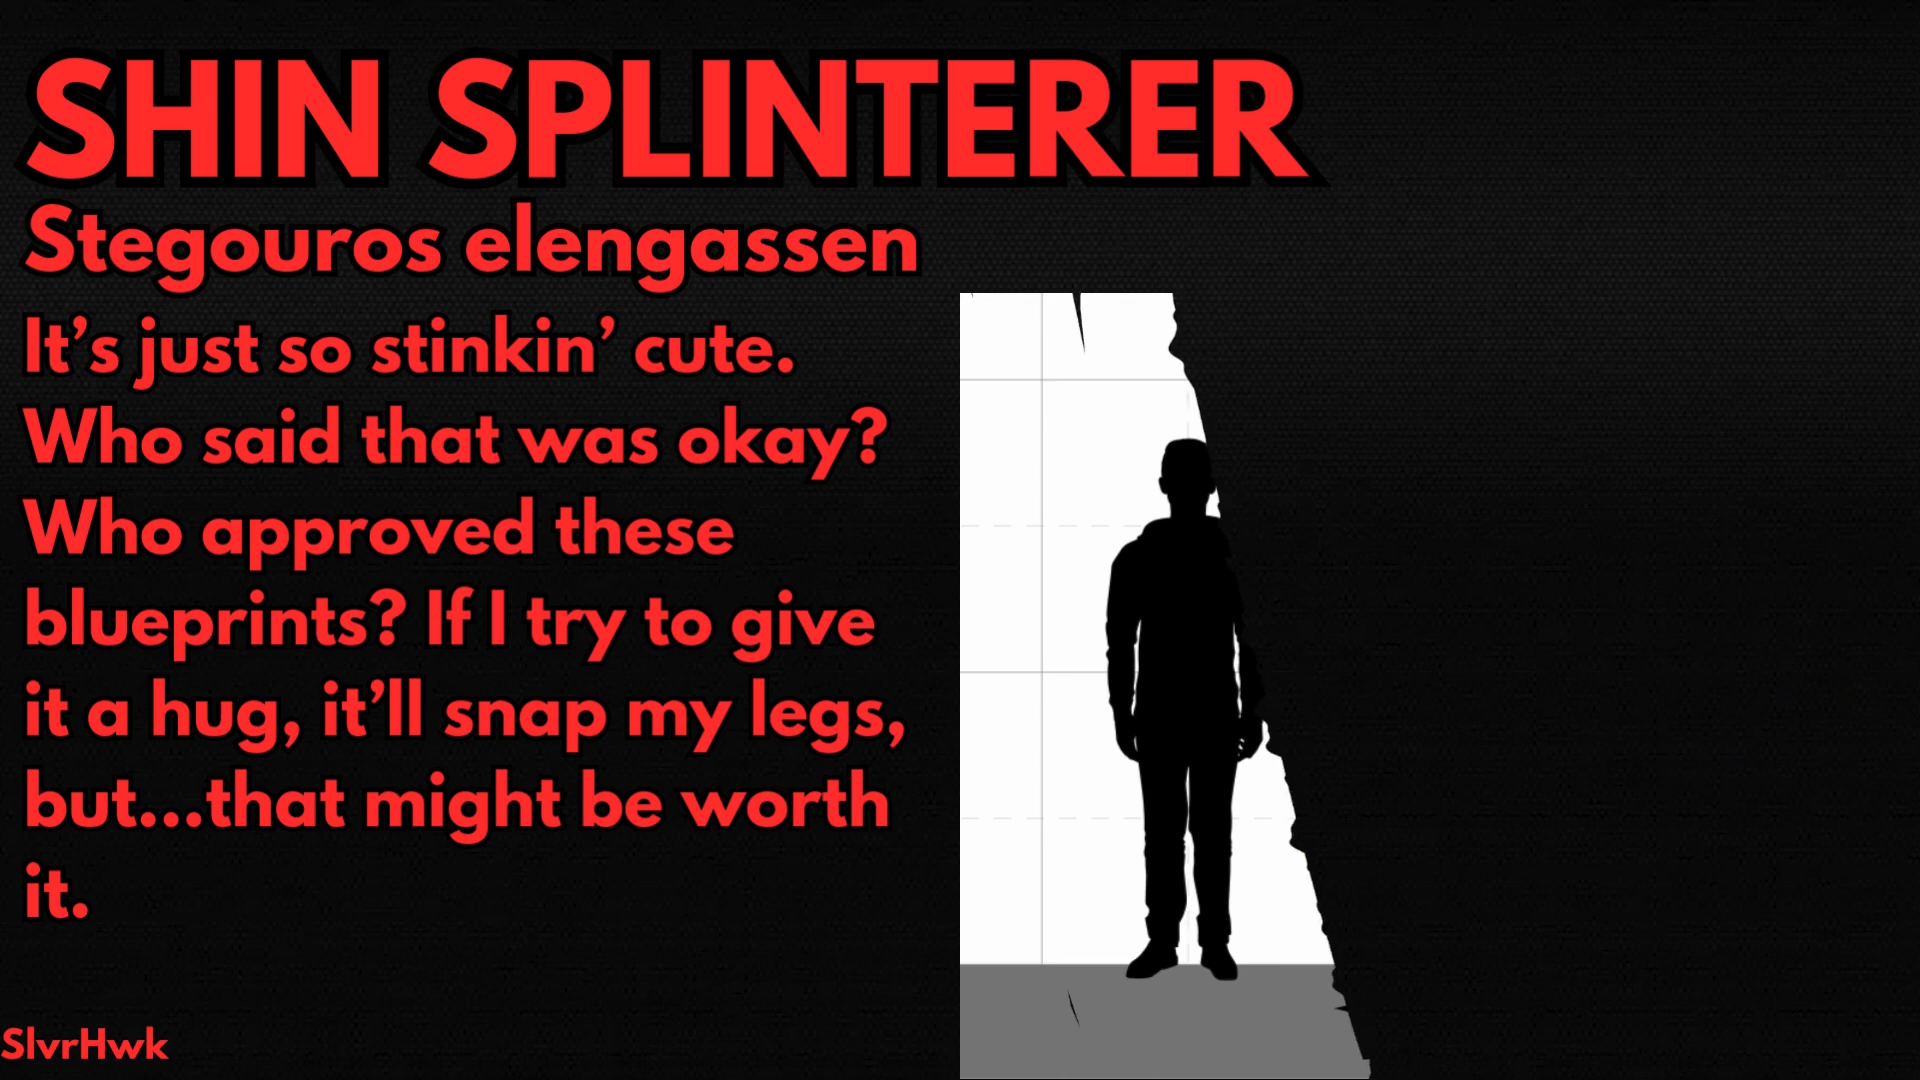 SHIN SPLINTERER
Stegouros elengassen
It’s just so stinkin’ cute.
Who said that was okay?
Who approved these
blueprints? If I try to give
it a hug, it’ll snap my legs,
but...that might be worth
it.
SlvrHwk